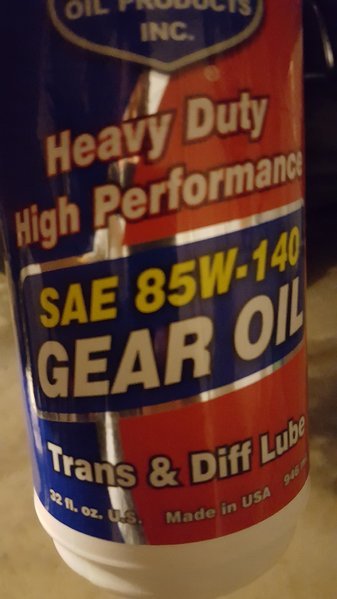 OIL PRODUCTS
INC.
Heavy Duty
High Performance
SAE 85W-140
GEAR OIL
Trans & Diff Lube
32 fl. oz. U.S. Made in USA 946 m